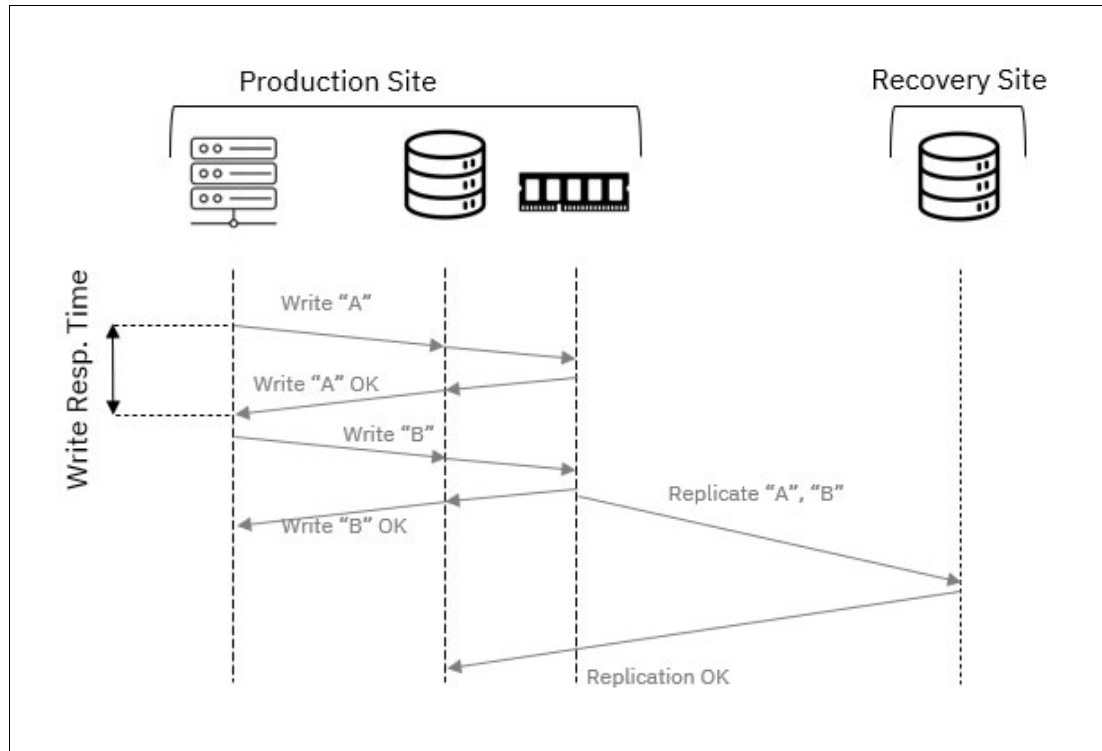 Production Site
Recovery Site
Write Resp. Time
Write “A”
Write “A” OK
Write “B”
Replicate “A”, “B”
Write “B” OK
Replication OK